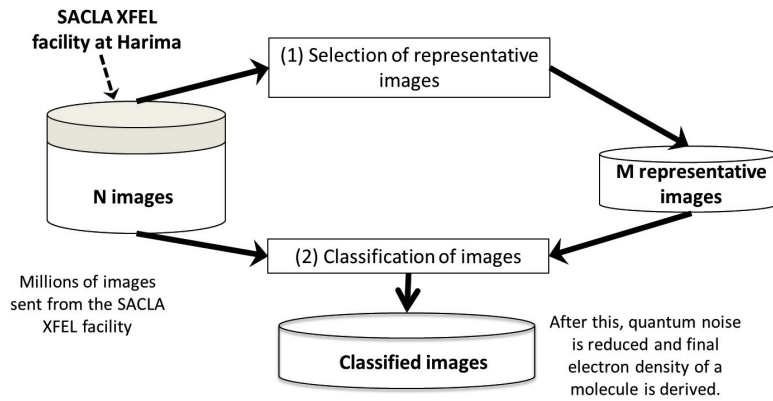 SACLA XFEL
facility at Harima
(1) Selection of representative
images
N images
M representative
images
(2) Classification of images
Millions of images
sent from the SACLA
XFEL facility
Classified images
After this, quantum noise
is reduced and final
electron density of a
molecule is derived.